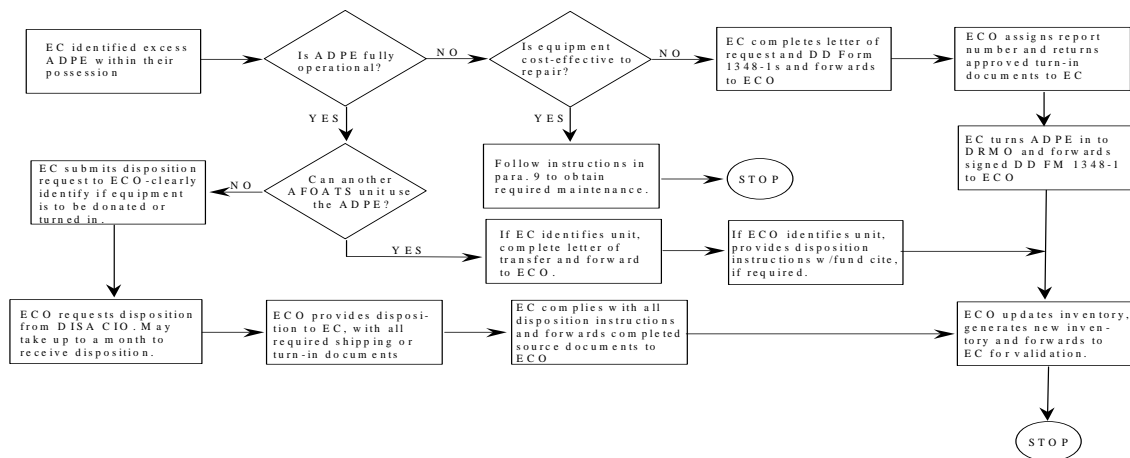 EC identified excess
ADPE within their
possession
Is ADPE fully
operational?
NO
Is equipment
cost-effective to
repair?
NO
EC completes letter of
request and DD Form
1348-1s and forwards
to ECO
ECO assigns report
number and returns
approved turn-in
documents to EC
YES
YES
EC turns ADPE in to
DRMO and forwards
signed DD FM 1348-1
to ECO
EC submits disposition
request to ECO-clearly
identify if equipment
is to be donated or
turned in.
NO
Can another
AFOATS unit use
the ADPE?
Follow instructions in
para. 9 to obtain
required maintenance.
STOP
YES
If EC identifies unit,
complete letter of
transfer and forward
to ECO.
If ECO identifies unit,
provides disposition
instructions w/fund cite,
if required.
ECO requests disposition
from DISA CIO. May
take up to a month to
receive disposition.
ECO provides disposi-
tion to EC, with all
required shipping or
turn-in documents
EC complies with all
disposition instructions
and forwards completed
source documents to
ECO
ECO updates inventory,
generates new inven-
tory and forwards to
EC for validation.
STOP